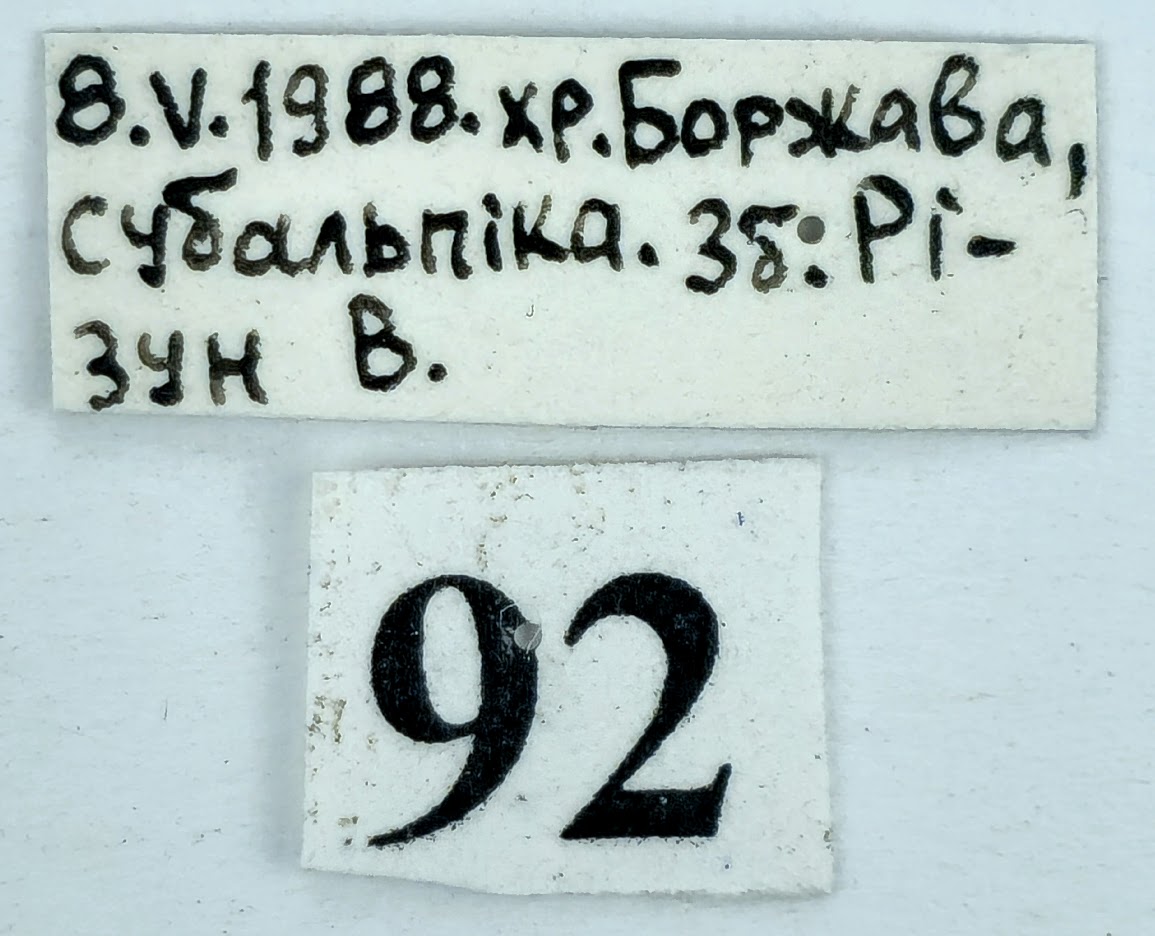 8.V.1988. хр. Боржава,
субальпіка. Зб: Рі-
зун В.
92